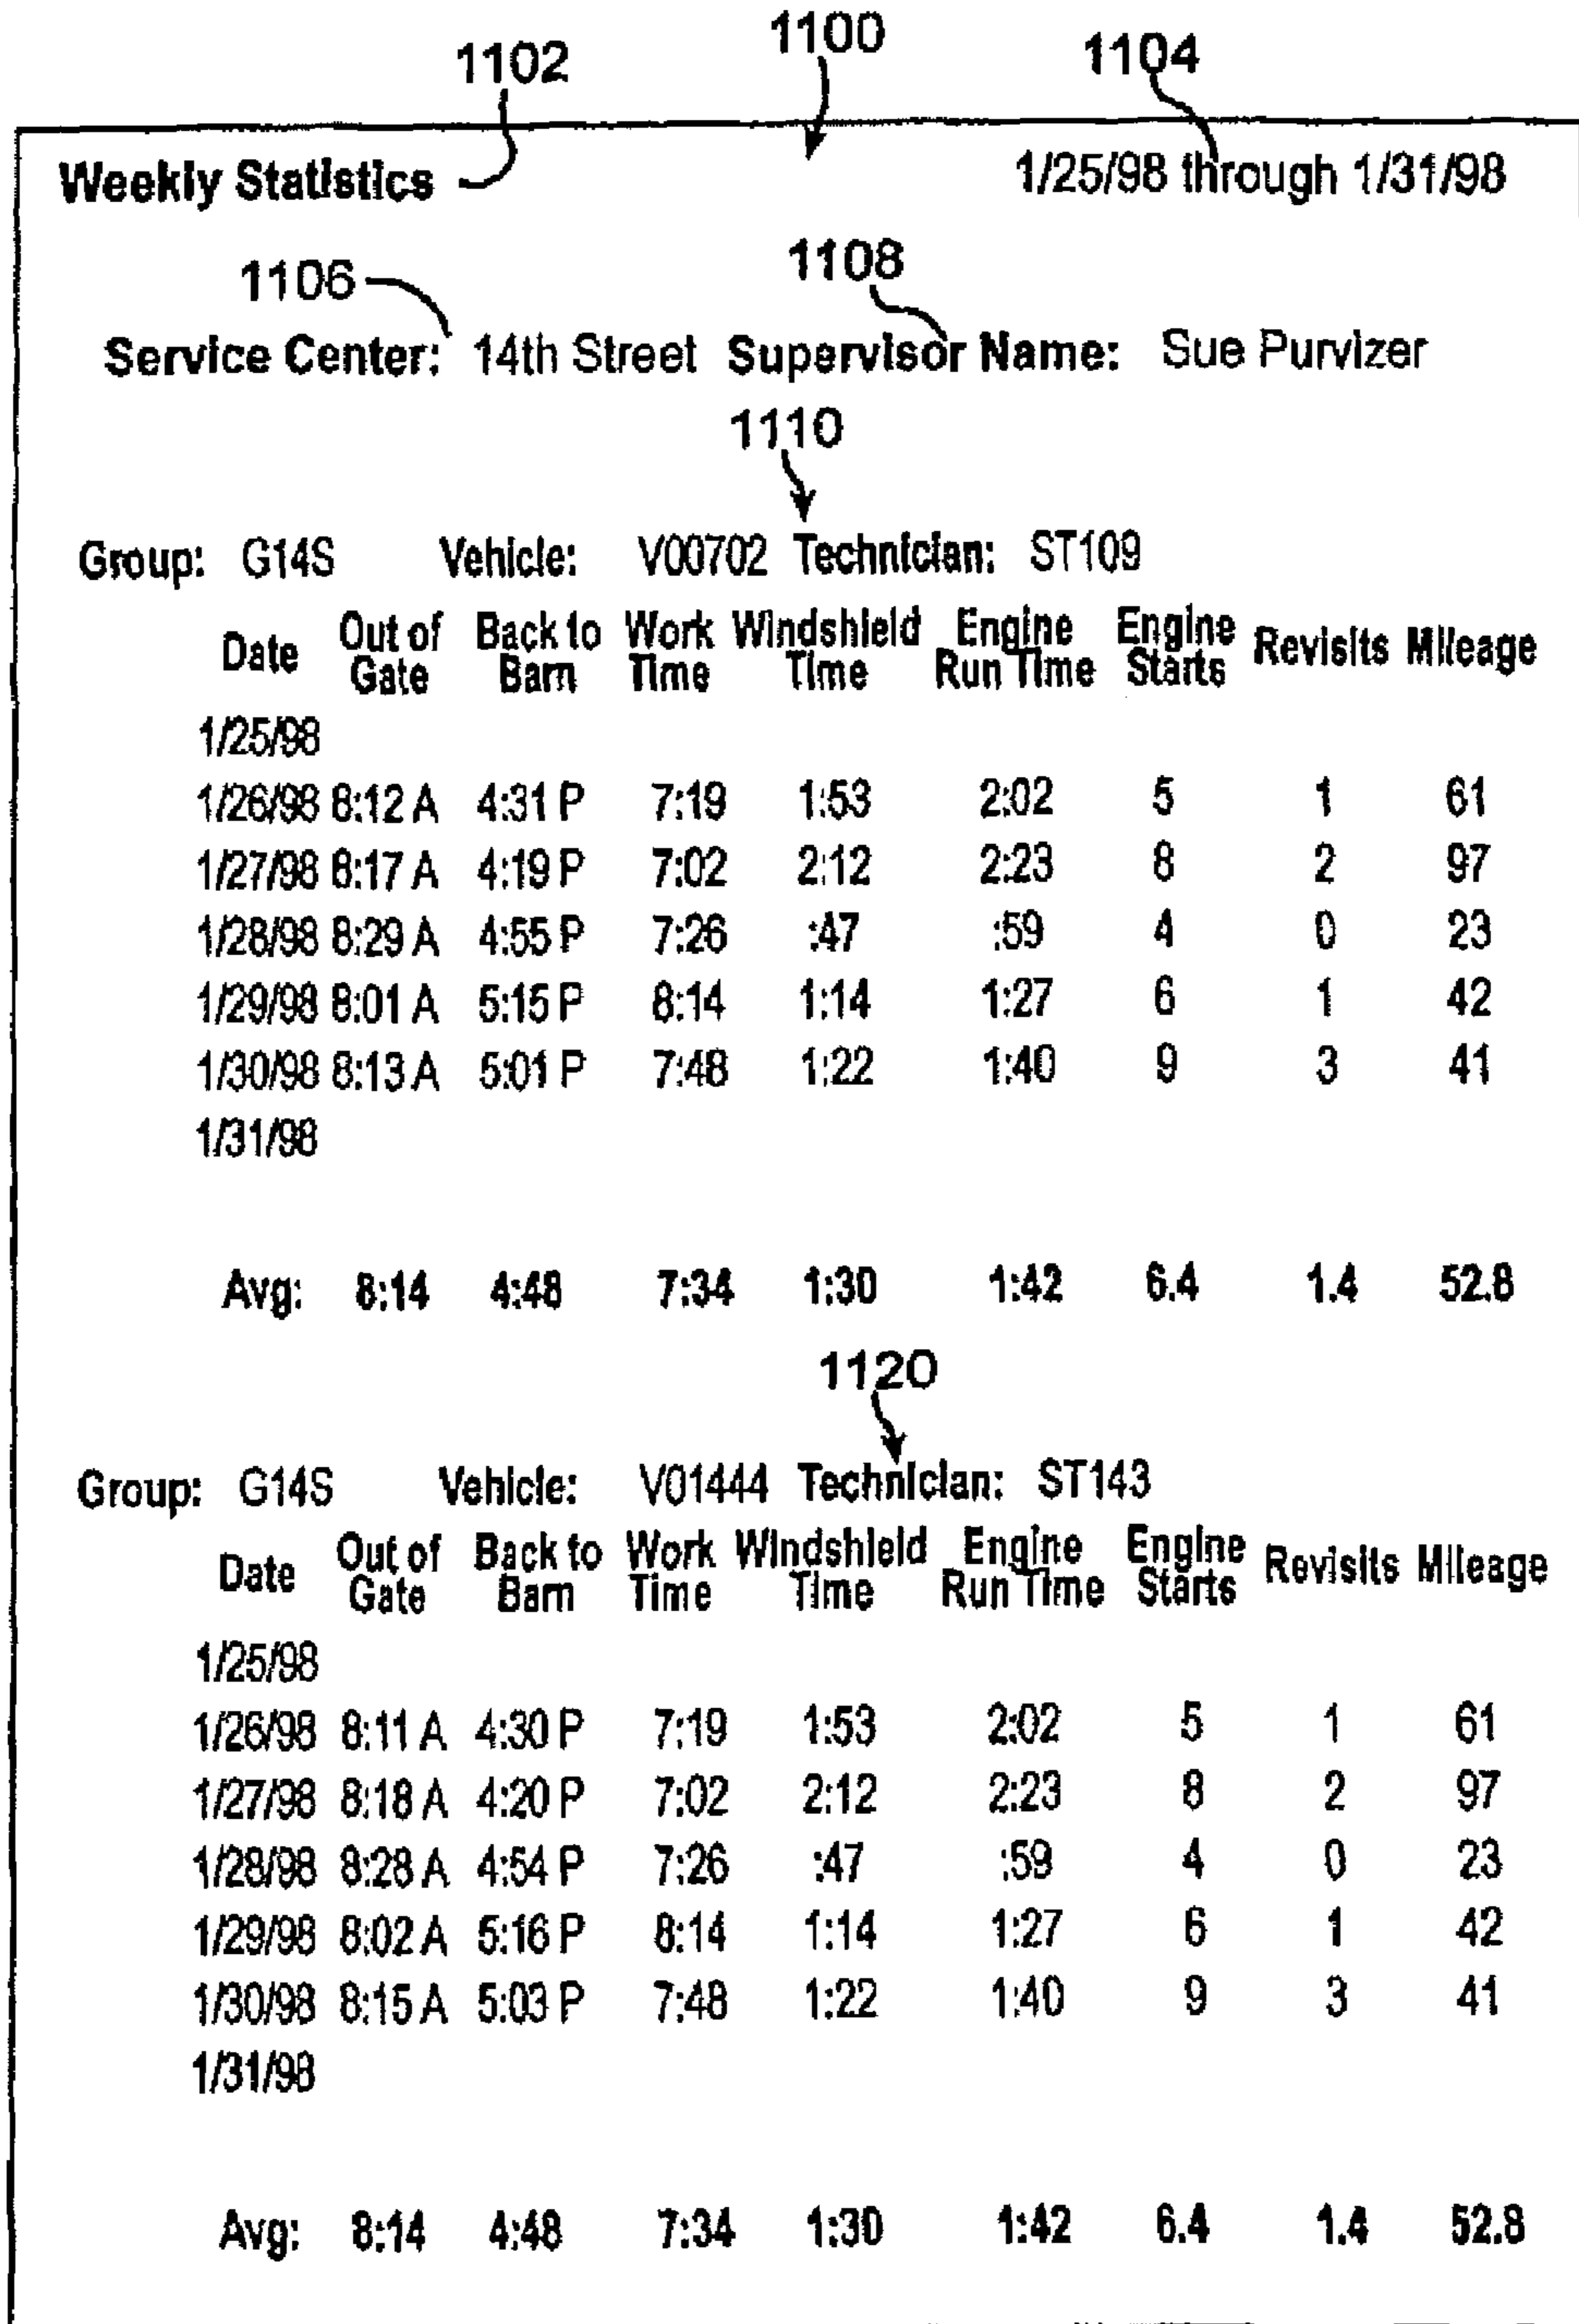 1102 1100 1104
Weekly Statistics 1/25/98 through 1/31/98
1106 1108
Service Center: 14th Street Supervisor Name: Sue Purvizer
1110
Group: G14S Vehicle: V00702 Technician: ST109
Date Out of Gate Back to Barn Work Time Windshield Time Engine Run Time Engine Starts Revisits Mileage
1/25/98
1/26/98 8:12 A 4:31 P 7:19 1:53 2:02 5 1 61
1/27/98 8:17 A 4:19 P 7:02 2:12 2:23 8 2 97
1/28/98 8:29 A 4:55 P 7:26 :47 :59 4 0 23
1/29/98 8:01 A 5:15 P 8:14 1:14 1:27 6 1 42
1/30/98 8:13 A 5:01 P 7:48 1:22 1:40 9 3 41
1/31/98
Avg: 8:14 4:48 7:34 1:30 1:42 6.4 1.4 52.8
1120
Group: G14S Vehicle: V01444 Technician: ST143
Date Out of Gate Back to Barn Work Time Windshield Time Engine Run Time Engine Starts Revisits Mileage
1/25/98
1/26/98 8:11 A 4:30 P 7:19 1:53 2:02 5 1 61
1/27/98 8:18 A 4:20 P 7:02 2:12 2:23 8 2 97
1/28/98 8:28 A 4:54 P 7:26 :47 :59 4 0 23
1/29/98 8:02 A 5:16 P 8:14 1:14 1:27 6 1 42
1/30/98 8:15 A 5:03 P 7:48 1:22 1:40 9 3 41
1/31/98
Avg: 8:14 4:48 7:34 1:30 1:42 6.4 1.4 52.8